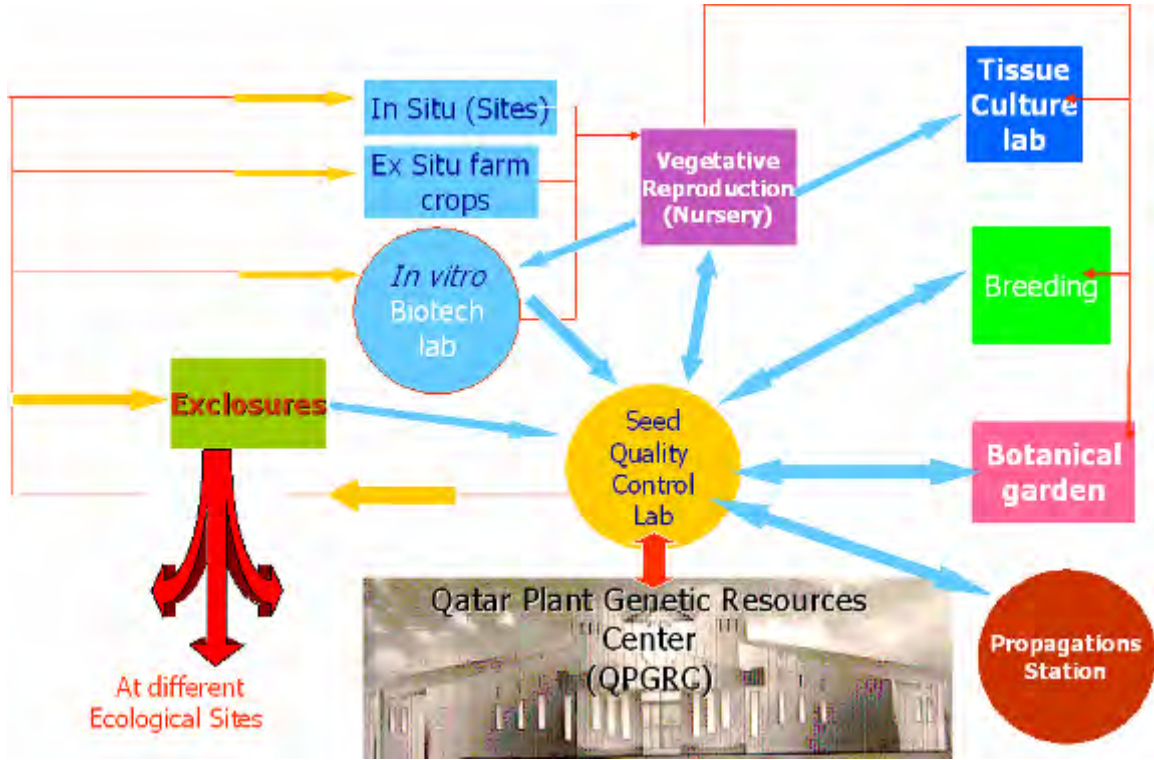 In Situ (Sites)
Ex Situ farm
crops
In vitro
Biotech
lab
Vegetative
Reproduction
(Nursery)
Tissue
Culture
lab
Breeding
Exclosures
Seed
Quality
Control
Lab
Botanical
garden
Qatar Plant Genetic Resources
Center
(QPGRC)
Propagations
Station
At different
Ecological Sites